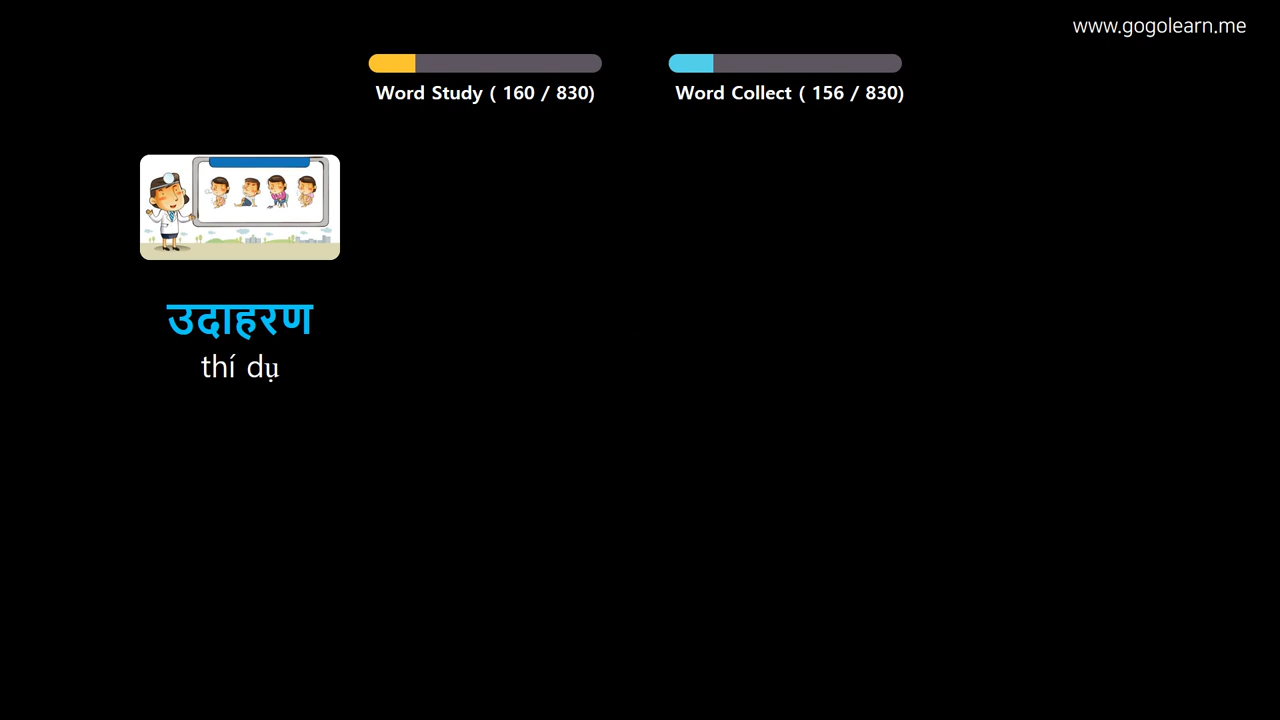 www.gogolearn.me
Word Study ( 160 / 830)
Word Collect ( 156 / 830)
उदाहरण
thí dụ